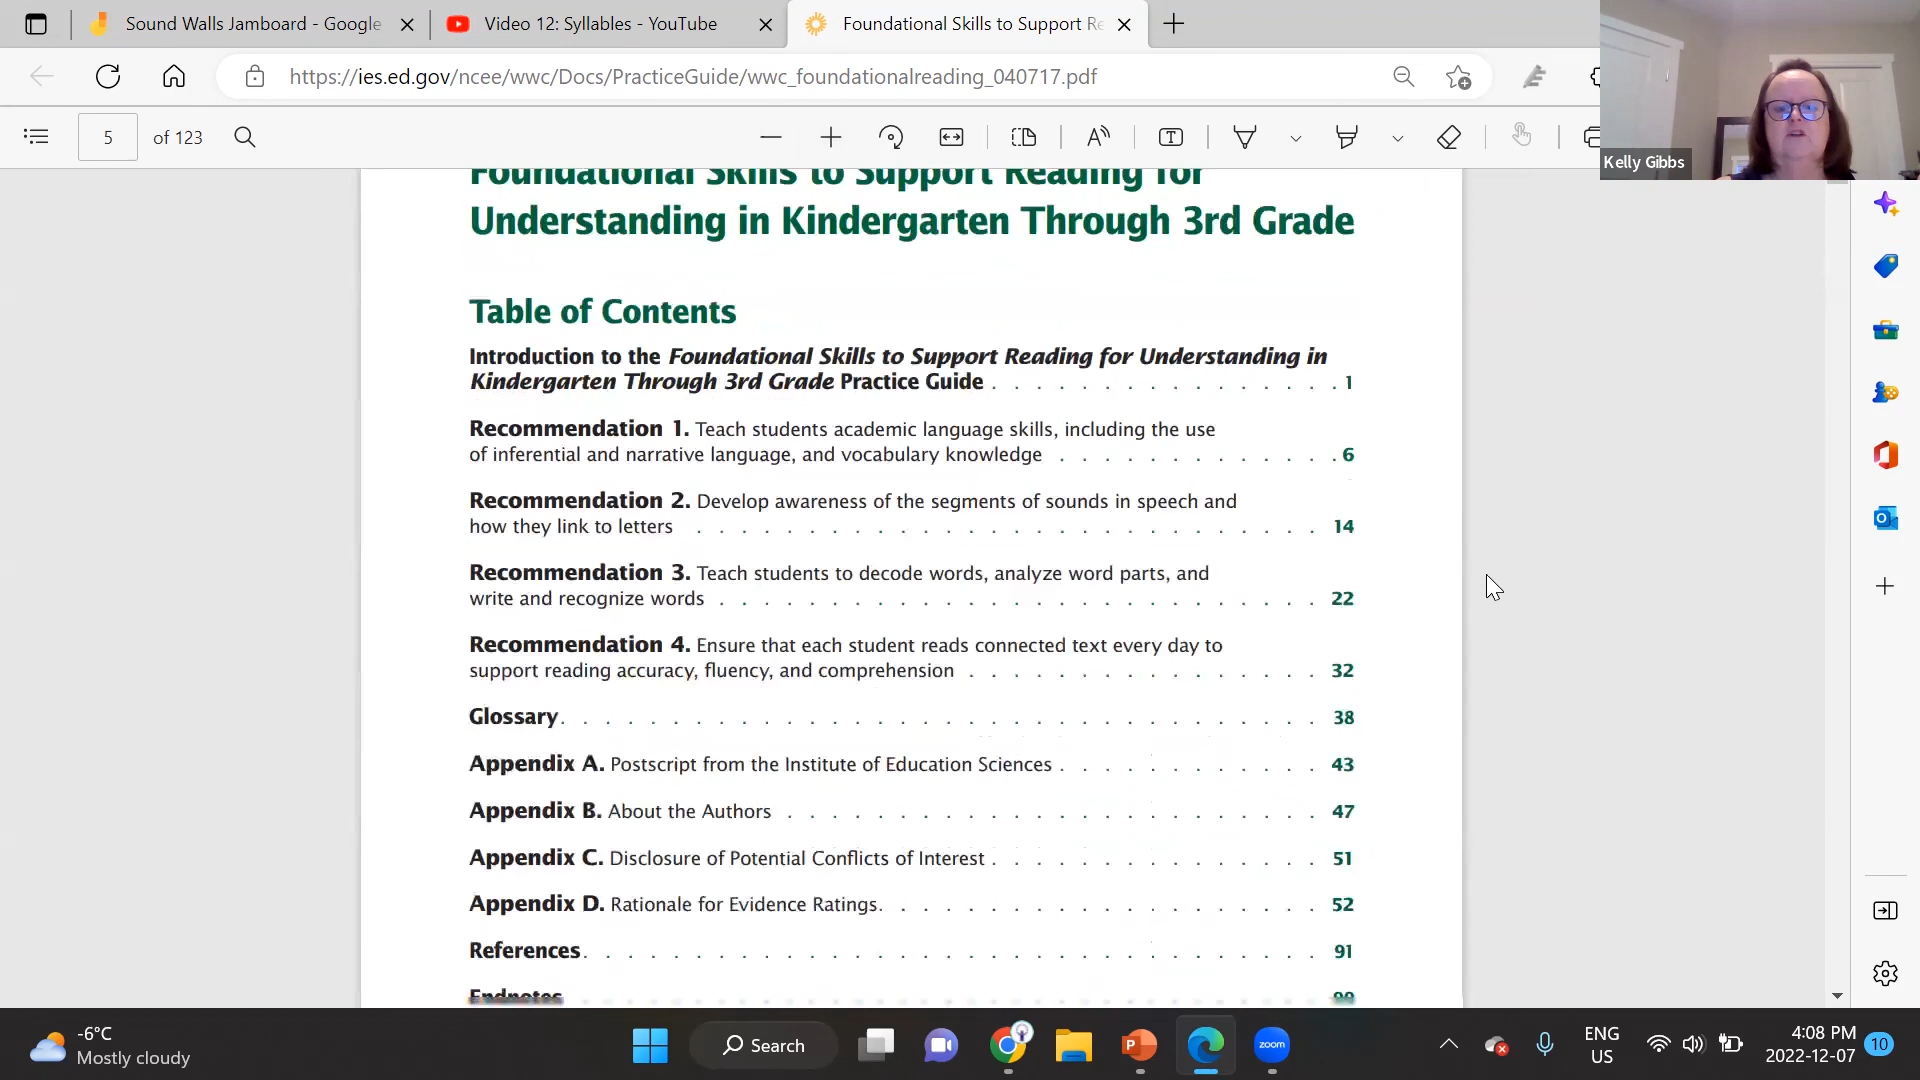 Sound Walls Jamboard - Google
Video 12: Syllables - YouTube
Foundational Skills to Support Re
https://ies.ed.gov/ncee/wwc/Docs/PracticeGuide/wwc_foundationalreading_040717.pdf
5 of 123
Kelly Gibbs
Foundational Skills to Support Reading for
Understanding in Kindergarten Through 3rd Grade
Table of Contents
Introduction to the Foundational Skills to Support Reading for Understanding in
Kindergarten Through 3rd Grade Practice Guide . . . . . . . . . . . . . . . . 1
Recommendation 1. Teach students academic language skills, including the use
of inferential and narrative language, and vocabulary knowledge . . . . . . . . . . . . . 6
Recommendation 2. Develop awareness of the segments of sounds in speech and
how they link to letters . . . . . . . . . . . . . . . . . . . . . . . . . . . . 14
Recommendation 3. Teach students to decode words, analyze word parts, and
write and recognize words . . . . . . . . . . . . . . . . . . . . . . . . . . . 22
Recommendation 4. Ensure that each student reads connected text every day to
support reading accuracy, fluency, and comprehension . . . . . . . . . . . . . . . . 32
Glossary. . . . . . . . . . . . . . . . . . . . . . . . . . . . . . . . . . 38
Appendix A. Postscript from the Institute of Education Sciences . . . . . . . . . . . . 43
Appendix B. About the Authors . . . . . . . . . . . . . . . . . . . . . . . . 47
Appendix C. Disclosure of Potential Conflicts of Interest . . . . . . . . . . . . . . . 51
Appendix D. Rationale for Evidence Ratings. . . . . . . . . . . . . . . . . . . . 52
References. . . . . . . . . . . . . . . . . . . . . . . . . . . . . . . . . 91
Endnotes . . . . . . . . . . . . . . . . . . . . . . . . . . . . . . . . . . 99
-6°C
Mostly cloudy
Search
zoom
ENG
US
4:08 PM
2022-12-07
10